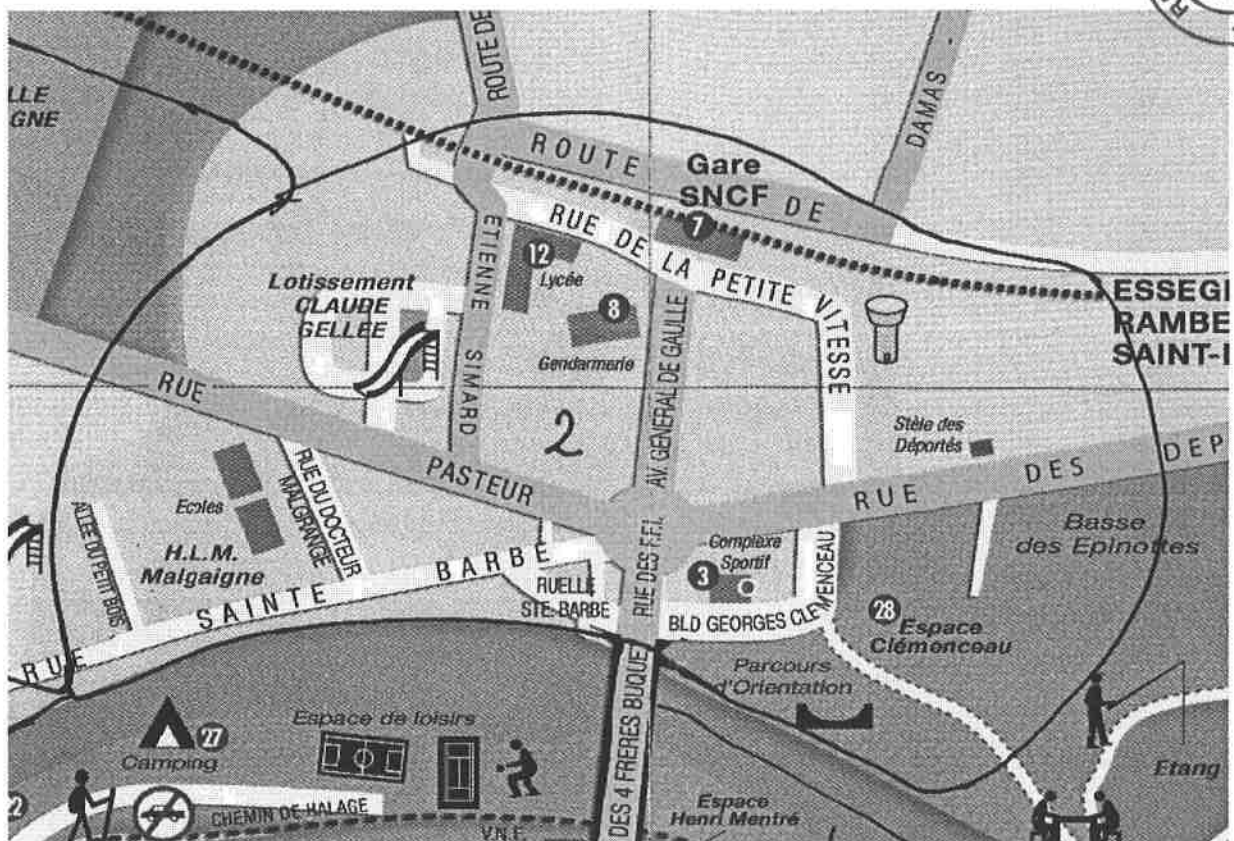 LLE
GNE
ROUTE DE
DAMAS
ROUTE DE
Gare
SNCF
7
RUE DE LA PETITE VITESSE
ETIENNE SIMARD
12
Lycée
8
Gendarmerie
AV. GENERAL DE GAULLE
Lotissement
CLAUDE
GELLEE
ESSEGI
RAMBE
SAINT-I
2
Stèle des
Déportés
RUE PASTEUR
RUE DES DEP
Ecoles
RUE DU DOCTEUR
MALGRANGE
ALLEE DU PETIT BOIS
H.L.M.
Malgaigne
RUE SAINTE BARBE
RUELLE
STE. BARBE
RUE DES F.F.I.
Complexe
Sportif
3
BLD GEORGES CLEMENCEAU
Basse
des Epinottes
28
Espace
Clémenceau
Parcours
d'Orientation
DES 4 FRERES BUQUET
27
Camping
Espace de loisirs
2
CHEMIN DE HALAGE
V.N.F.
Espace
Henri Mentré
Etang